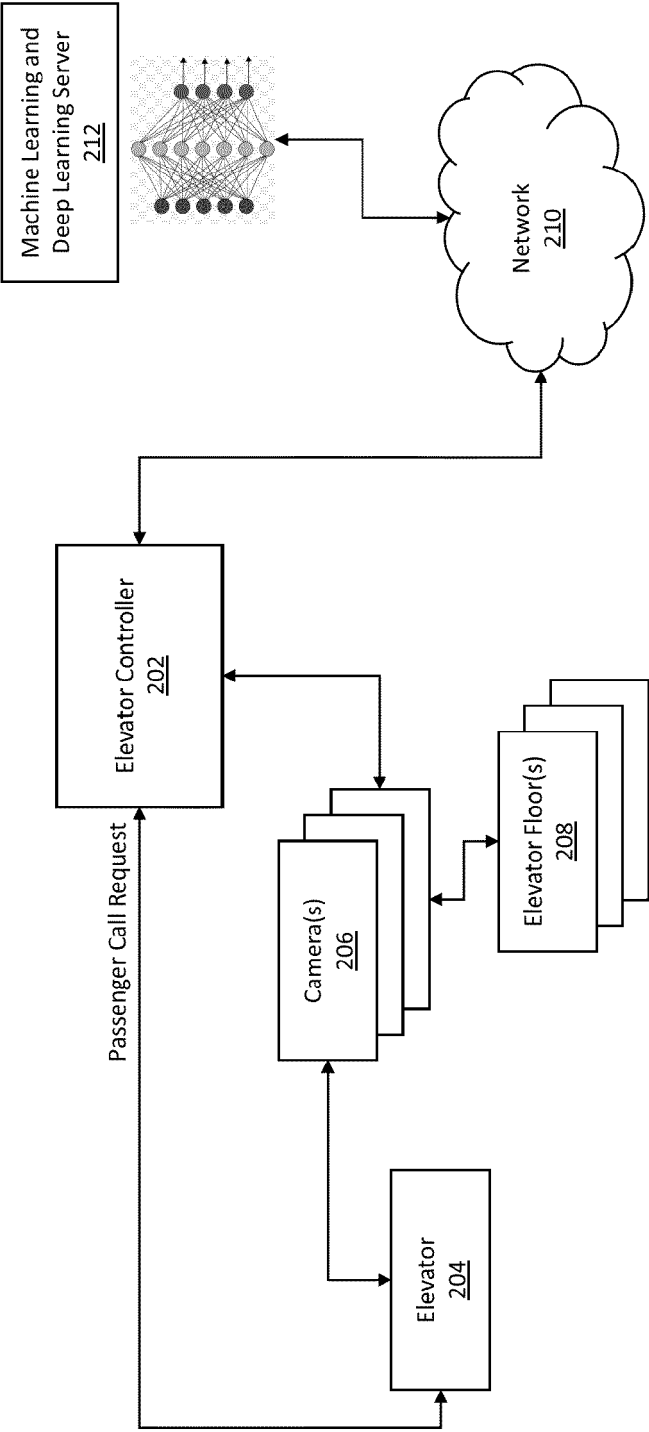 Machine Learning and
Deep Learning Server
212
Network
210
Elevator Controller
202
Passenger Call Request
Camera(s)
206
Elevator Floor(s)
208
Elevator
204